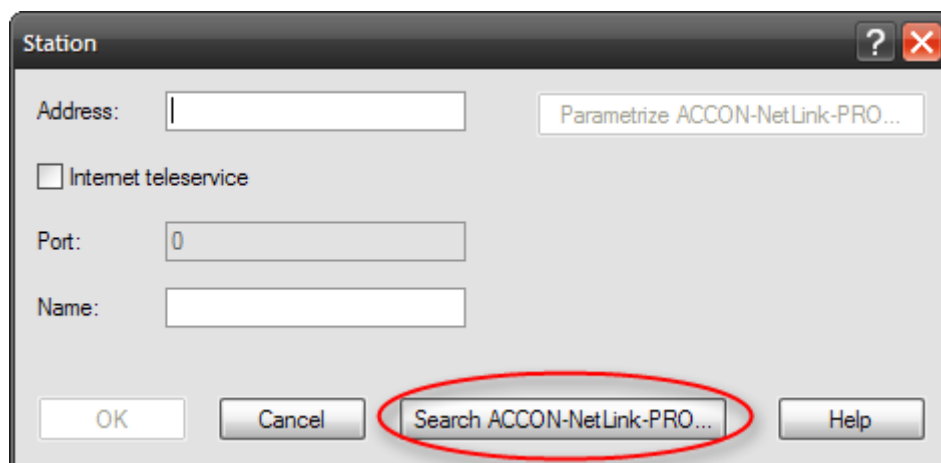 Station
?
Address:
Parametrize ACCON-NetLink-PRO...
Internet teleservice
Port: 0
Name:
OK Cancel Search ACCON-NetLink-PRO... Help